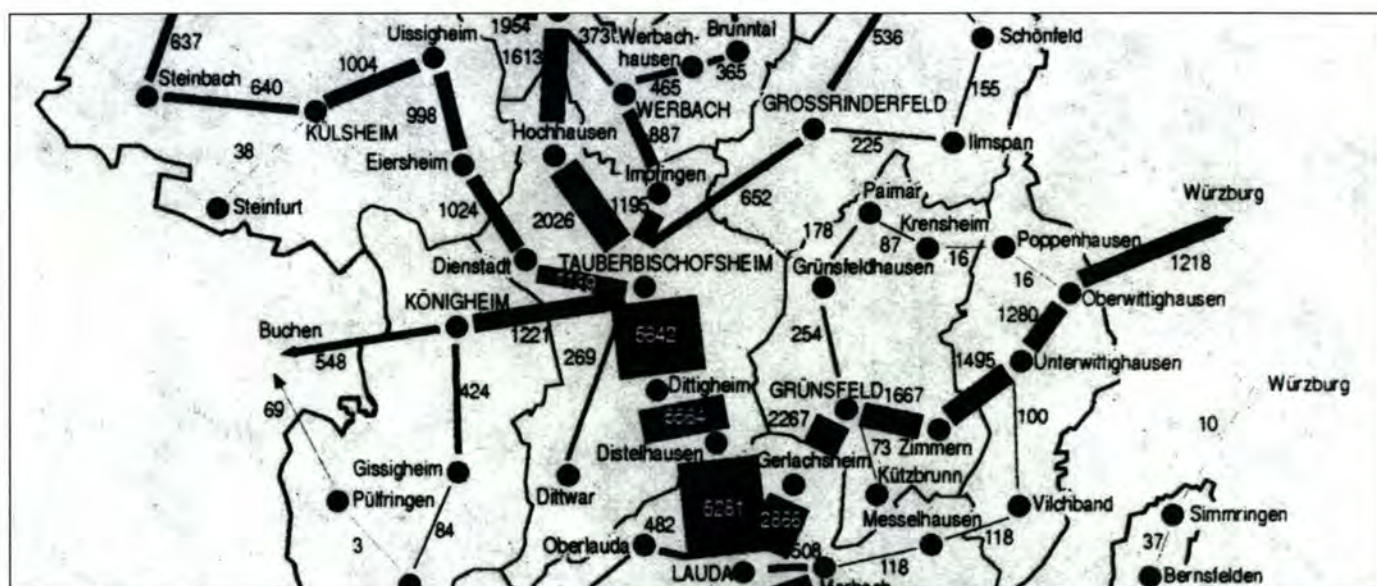 1954
373
Brunntal
637
Uissigheim
1613
Werbach-
hausen
536
Schönfeld
Steinbach
1004
365
640
465
155
998
WERBACH
GROSSRINDERFELD
KÜLSHEIM
Hochhausen
887
38
Eiersheim
225
Ilmspan
Impfingen
Paimar
Würzburg
Steinfurt
1024
2026
1195
652
178
Krensheim
87
16
Poppenhausen
Dienstadt
TAUBERBISCHOFSHEIM
Grünsfeldhausen
16
1218
Oberwittighausen
KÖNIGHEIM
1280
Buchen
1221
5642
254
548
269
1495
Unterwittighausen
424
Dittigheim
GRÜNSFELD
1667
Würzburg
69
2267
100
10
Distelhausen
73
Zimmern
Gissigheim
Gerlachsheim
Kützbrunn
Pülfringen
Dittwar
5281
Vilchband
84
482
Messelhausen
Simmringen
3
Oberlauda
508
118
37
LAUDA
118
Bernsfelden